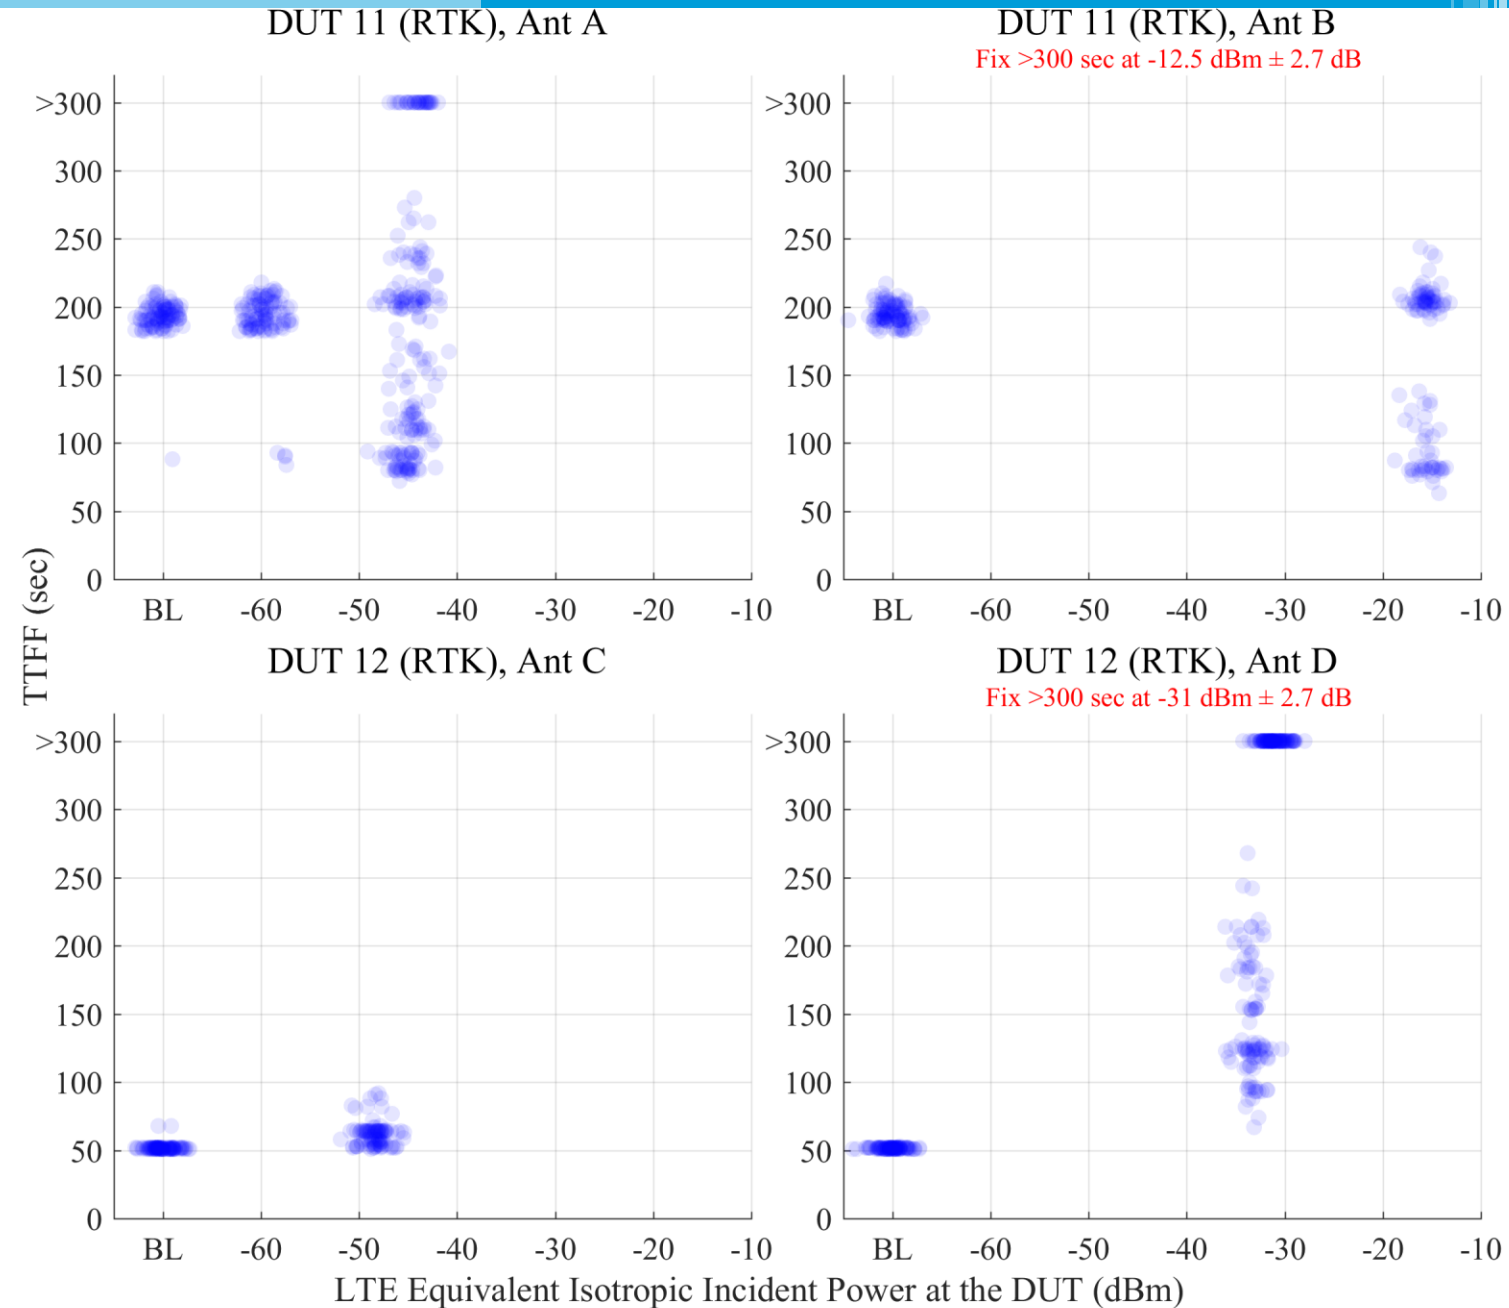 DUT 11 (RTK), Ant A
>300
300
250
200
150
100
50
0
BL -60 -50 -40 -30 -20 -10
DUT 11 (RTK), Ant B
Fix >300 sec at -12.5 dBm ± 2.7 dB
>300
300
250
200
150
100
50
0
BL -60 -50 -40 -30 -20 -10
TTFF (sec)
DUT 12 (RTK), Ant C
>300
300
250
200
150
100
50
0
BL -60 -50 -40 -30 -20 -10
DUT 12 (RTK), Ant D
Fix >300 sec at -31 dBm ± 2.7 dB
>300
300
250
200
150
100
50
0
BL -60 -50 -40 -30 -20 -10
LTE Equivalent Isotropic Incident Power at the DUT (dBm)